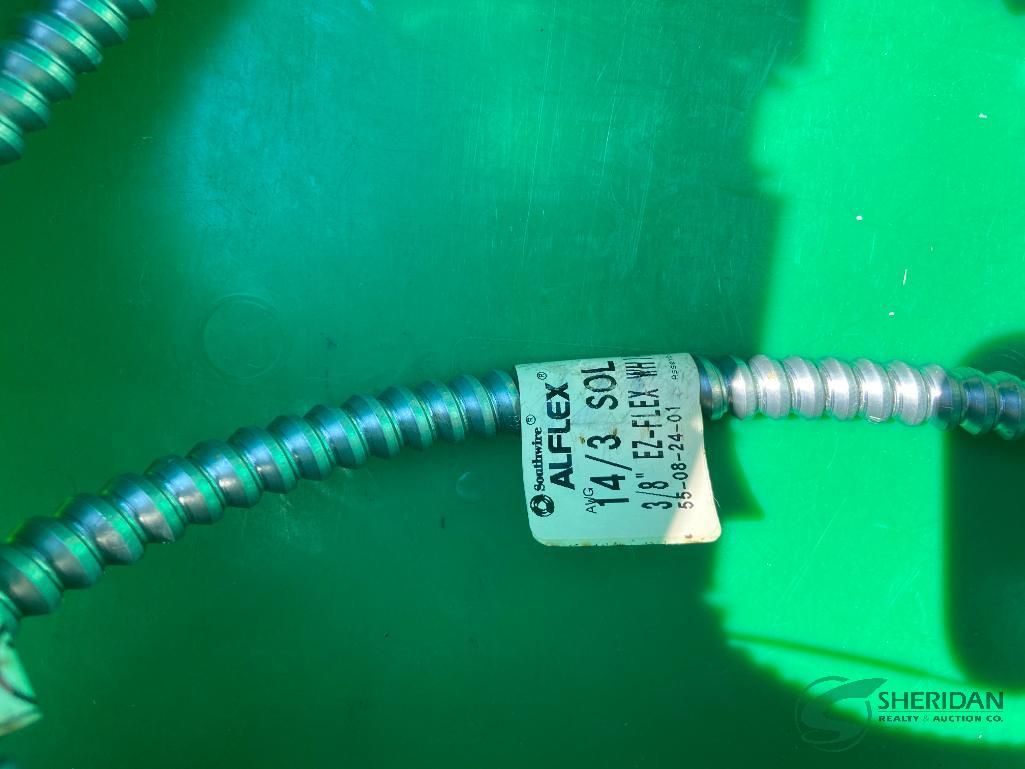 Southwire®
ALFLEX®
AWG 14/3 SOL
3/8" EZ-FLEX
55-08-24-01
SHERIDAN
REALTY & AUCTION CO.